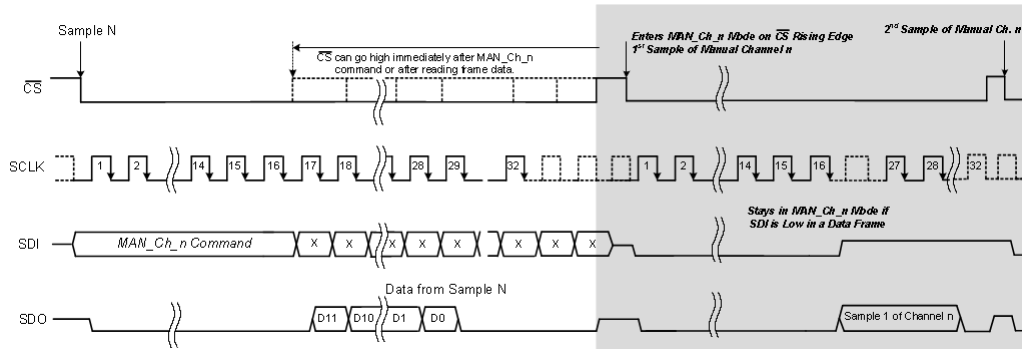 Sample N
CS can go high immediately after MAN_Ch_n
command or after reading frame data.
Enters MAN_Ch_n Mode on CS Rising Edge
1st Sample of Manual Channel n
2nd Sample of Manual Ch. n
CS
SCLK
1 2 14 15 16 17 18 28 29 32 1 2 14 15 16 27 28 32
Stays in MAN_Ch_n Mode if
SDI is Low in a Data Frame
SDI
MAN_Ch_n Command X X X X X X X X
Data from Sample N
SDO
D11 D10 D1 D0 Sample 1 of Channel n